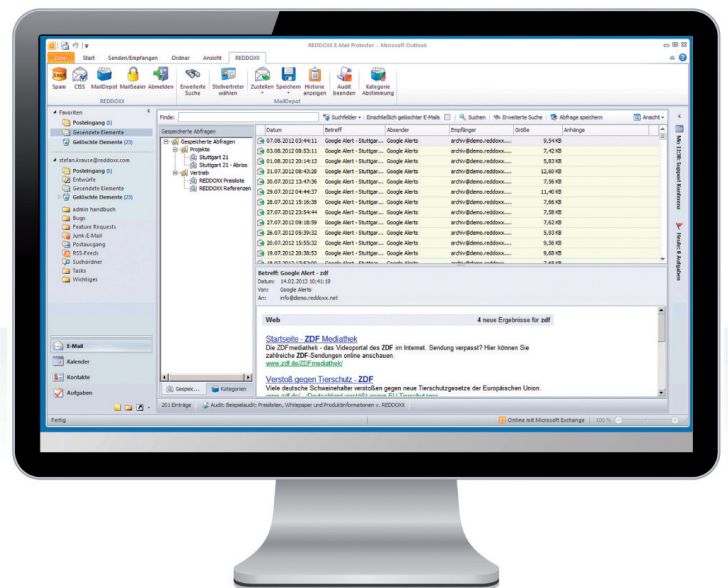 REDDOXX E-Mail Protector - Microsoft Outlook
Datei Start Senden/Empfangen Ordner Ansicht REDDOXX
Spam CISS MailDepot MailSealer Abmelden Erweiterte Suche Stellvertreter wählen Zustellen Speichern Historie anzeigen Audit beenden Kategorie Abstimmung
REDDOXX MailDepot
Favoriten
Posteingang (1)
Gesendete Elemente
Gelöschte Elemente (23)
stefan.krause@reddoxx.com
Posteingang (1)
Entwürfe
Gesendete Elemente
Gelöschte Elemente (23)
admin handbuch
Bugs
Feature Requests
Junk-E-Mail
Postausgang
RSS-Feeds
Suchordner
Tasks
Wichtiges
E-Mail
Kalender
Kontakte
Aufgaben
Finde: Suchfelder Einschließlich gelöschter E-Mails Suchen Erweiterte Suche Abfrage speichern Ansicht
Gespeicherte Abfragen
Gespeicherte Abfragen
Projekte
Stuttgart 21
Stuttgart 21 - Abriss
Vertrieb
REDDOXX Preisliste
REDDOXX Referenzen
Gespeic... Kategorien
Datum Betreff Absender Empfänger Größe Anhänge
07.08.2012 03:44:11 Google Alert - Stuttgar... Google Alerts archiv@demo.reddoxx.... 9,54 KB
03.08.2012 08:53:11 Google Alert - Stuttgar... Google Alerts archiv@demo.reddoxx.... 7,42 KB
01.08.2012 20:14:13 Google Alert - Stuttgar... Google Alerts archiv@demo.reddoxx.... 5,83 KB
31.07.2012 08:43:28 Google Alert - Stuttgar... Google Alerts archiv@demo.reddoxx.... 12,60 KB
30.07.2012 13:47:36 Google Alert - Stuttgar... Google Alerts archiv@demo.reddoxx.... 7,56 KB
29.07.2012 04:44:37 Google Alert - Stuttgar... Google Alerts archiv@demo.reddoxx.... 11,40 KB
28.07.2012 15:16:38 Google Alert - Stuttgar... Google Alerts archiv@demo.reddoxx.... 7,66 KB
27.07.2012 23:54:44 Google Alert - Stuttgar... Google Alerts archiv@demo.reddoxx.... 7,58 KB
27.07.2012 09:18:59 Google Alert - Stuttgar... Google Alerts archiv@demo.reddoxx.... 7,62 KB
26.07.2012 05:39:32 Google Alert - Stuttgar... Google Alerts archiv@demo.reddoxx.... 5,93 KB
20.07.2012 15:55:32 Google Alert - Stuttgar... Google Alerts archiv@demo.reddoxx.... 9,56 KB
19.07.2012 20:38:53 Google Alert - Stuttgar... Google Alerts archiv@demo.reddoxx.... 9,68 KB
Betreff: Google Alert - zdf
Datum: 14.02.2013 10:41:19
Von: Google Alerts
An: info@demo.reddoxx.net
Web 4 neue Ergebnisse für zdf
Startseite - ZDF Mediathek
Die ZDFmediathek - das Videoportal des ZDF im Internet. Sendung verpasst? Hier können Sie
zahlreiche ZDF-Sendungen online anschauen.
www.zdf.de/ZDFmediathek/
Verstoß gegen Tierschutz - ZDF
Viele deutsche Schweinehalter verstoßen gegen neue Tierschutzgesetze der Europäischen Union.
Mo 11:30: Support Konferenz
Heute: 0 Aufgaben
201 Einträge Audit: Beispielaudit: Preislisten, Whitepaper und Produktinformationen v. REDDOXX
Fertig Online mit Microsoft Exchange 100 %